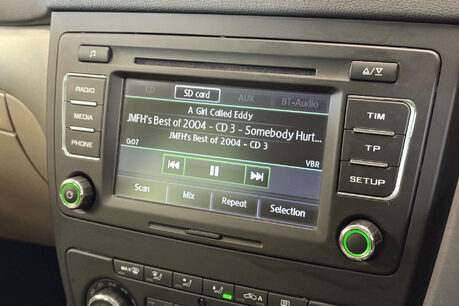 CD SD card AUX BT-Audio
A Girl Called Eddy
JMFH's Best of 2004 - CD 3 - Somebody Hurt...
JMFH's Best of 2004 - CD 3
0:07 VBR
Scan Mix Repeat Selection
RADIO
MEDIA
PHONE
TIM
TP
SETUP
MAX
A